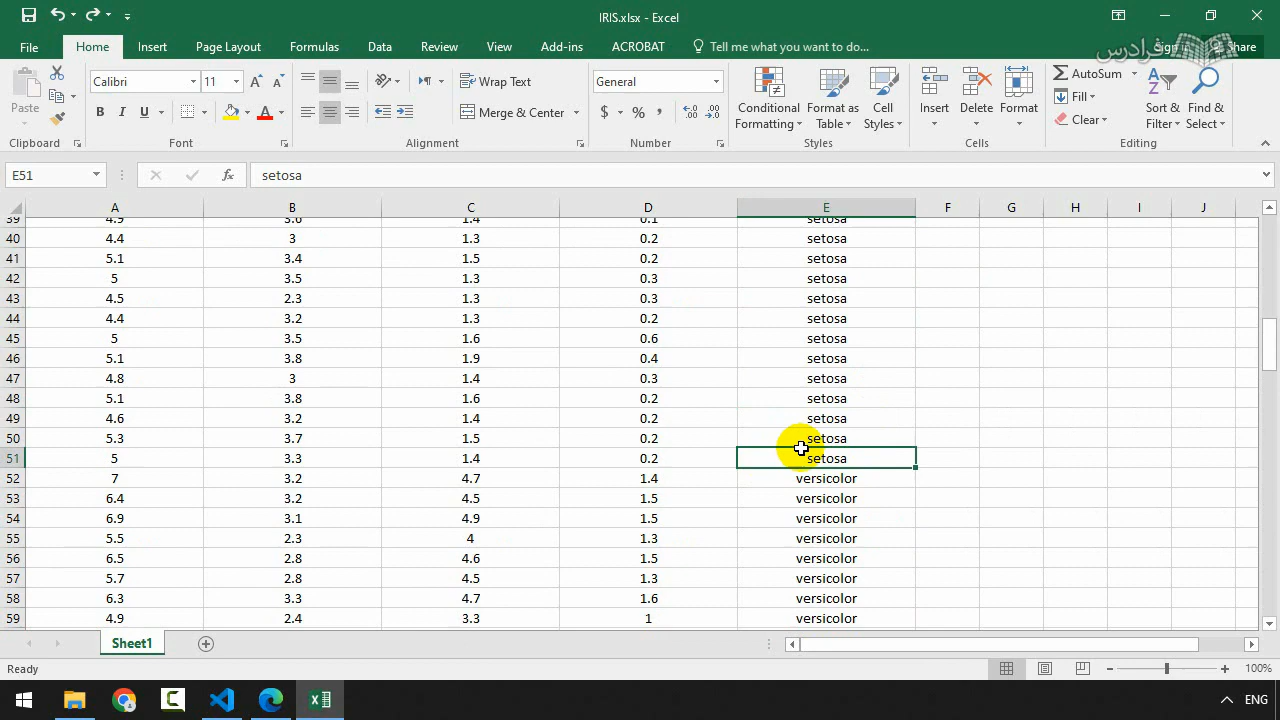 IRIS.xlsx - Excel
فرادرس
File Home Insert Page Layout Formulas Data Review View Add-ins ACROBAT Tell me what you want to do... Share
Calibri 11 Wrap Text General AutoSum
Paste B I U Merge & Center $ % , Conditional Formatting Format as Table Cell Styles Insert Delete Format Fill Clear Sort & Filter Find & Select
Clipboard Font Alignment Number Styles Cells Editing
E51 fx setosa
A B C D E F G H I J
39 4.9 3.6 1.4 0.1 setosa
40 4.4 3 1.3 0.2 setosa
41 5.1 3.4 1.5 0.2 setosa
42 5 3.5 1.3 0.3 setosa
43 4.5 2.3 1.3 0.3 setosa
44 4.4 3.2 1.3 0.2 setosa
45 5 3.5 1.6 0.6 setosa
46 5.1 3.8 1.9 0.4 setosa
47 4.8 3 1.4 0.3 setosa
48 5.1 3.8 1.6 0.2 setosa
49 4.6 3.2 1.4 0.2 setosa
50 5.3 3.7 1.5 0.2 setosa
51 5 3.3 1.4 0.2 setosa
52 7 3.2 4.7 1.4 versicolor
53 6.4 3.2 4.5 1.5 versicolor
54 6.9 3.1 4.9 1.5 versicolor
55 5.5 2.3 4 1.3 versicolor
56 6.5 2.8 4.6 1.5 versicolor
57 5.7 2.8 4.5 1.3 versicolor
58 6.3 3.3 4.7 1.6 versicolor
59 4.9 2.4 3.3 1 versicolor
Sheet1
Ready 100%
ENG